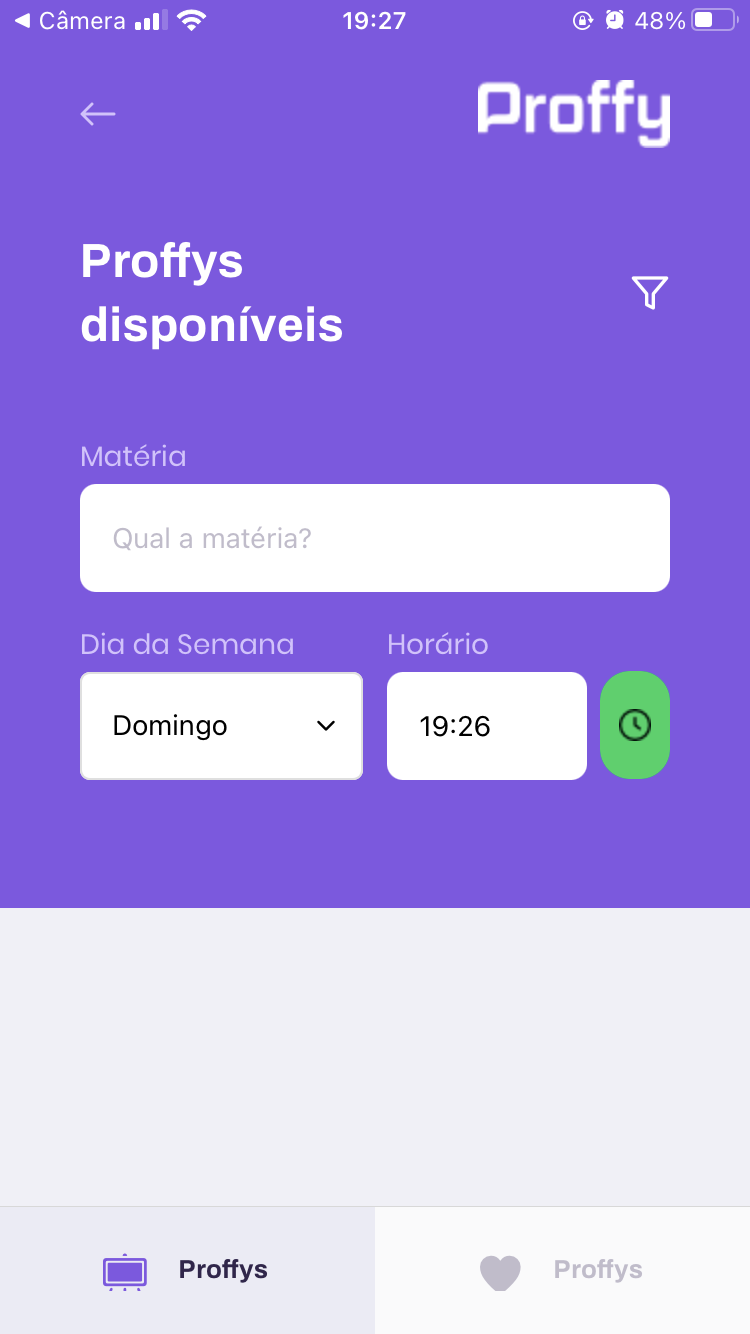 Câmera
19:27
48%
Proffy
Proffys
disponíveis
Matéria
Qual a matéria?
Dia da Semana
Horário
Domingo
19:26
Proffys
Proffys